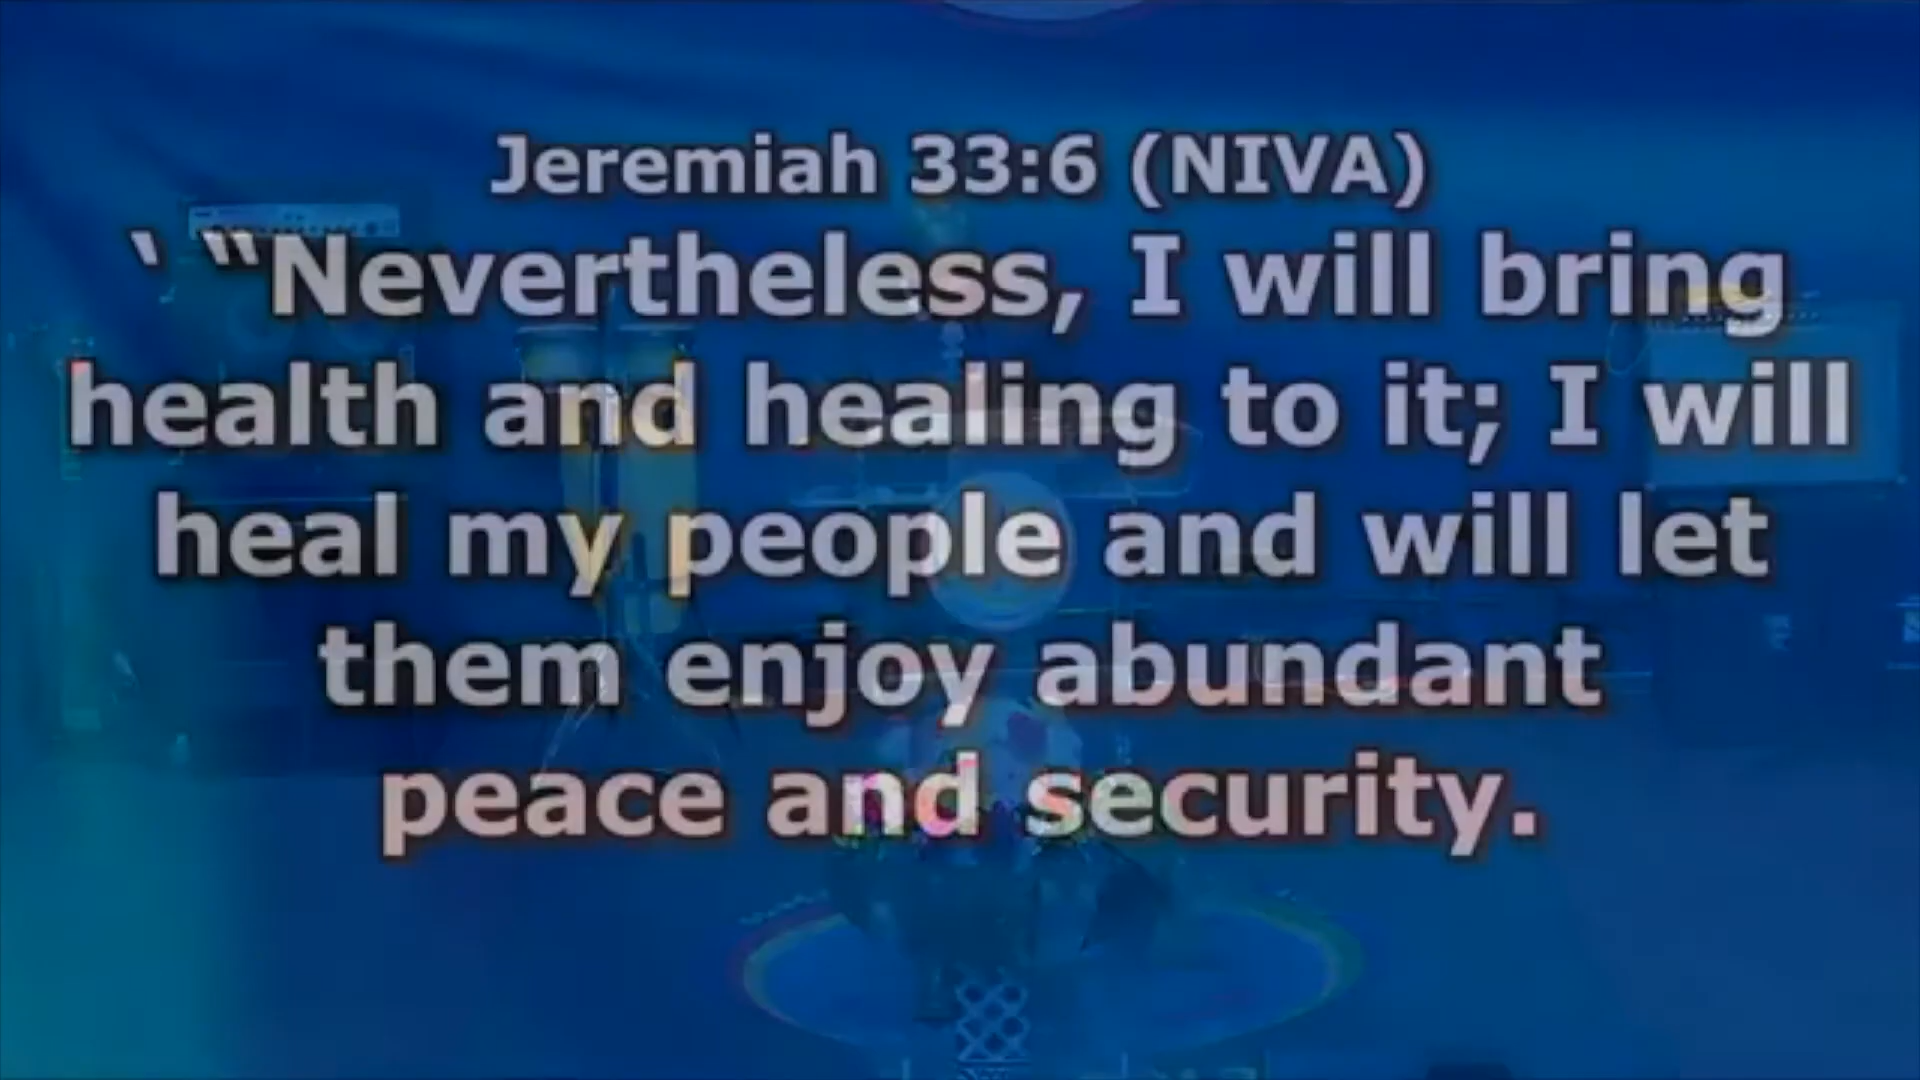 Jeremiah 33:6 (NIVA)
‘ “Nevertheless, I will bring
health and healing to it; I will
heal my people and will let
them enjoy abundant
peace and security.